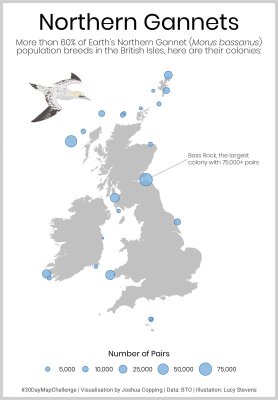 Northern Gannets
More than 60% of Earth's Northern Gannet (Morus bassanus)
population breeds in the British Isles, here are their colonies:
Bass Rock, the largest
colony with 75,000+ pairs
Number of Pairs
5,000 10,000 25,000 50,000 75,000
#30DayMapChallenge | Visualisation by Joshua Copping | Data: BTO | Illustation: Lucy Stevens